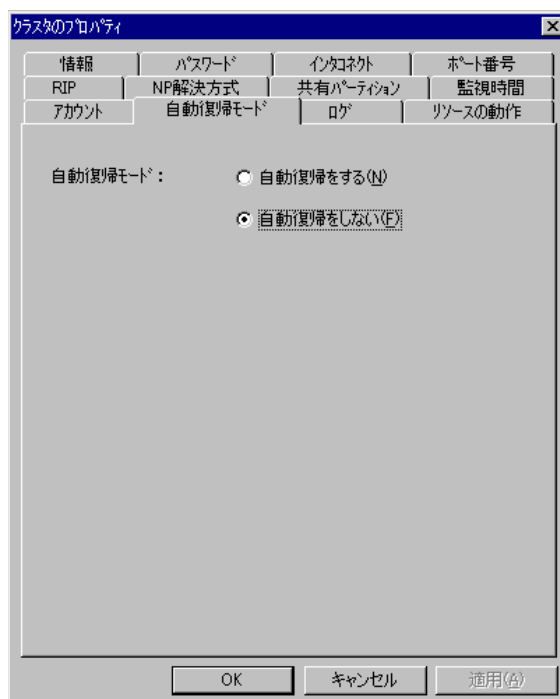 クラスタのプロパティ
情報 パスワード インタコネクト ポート番号
RIP NP解決方式 共有パーティション 監視時間
アカウント 自動復帰モード ログ リソースの動作
自動復帰モード: 自動復帰をする(N)
自動復帰をしない(F)
OK キャンセル 適用(A)